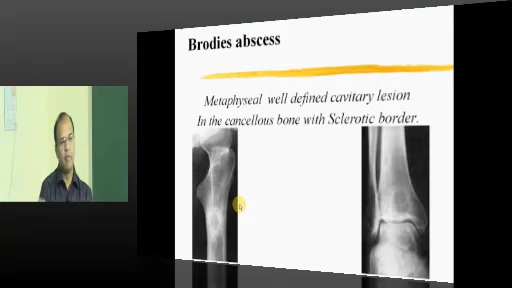 Brodies abscess
Metaphyseal well defined cavitary lesion
In the cancellous bone with Sclerotic border.